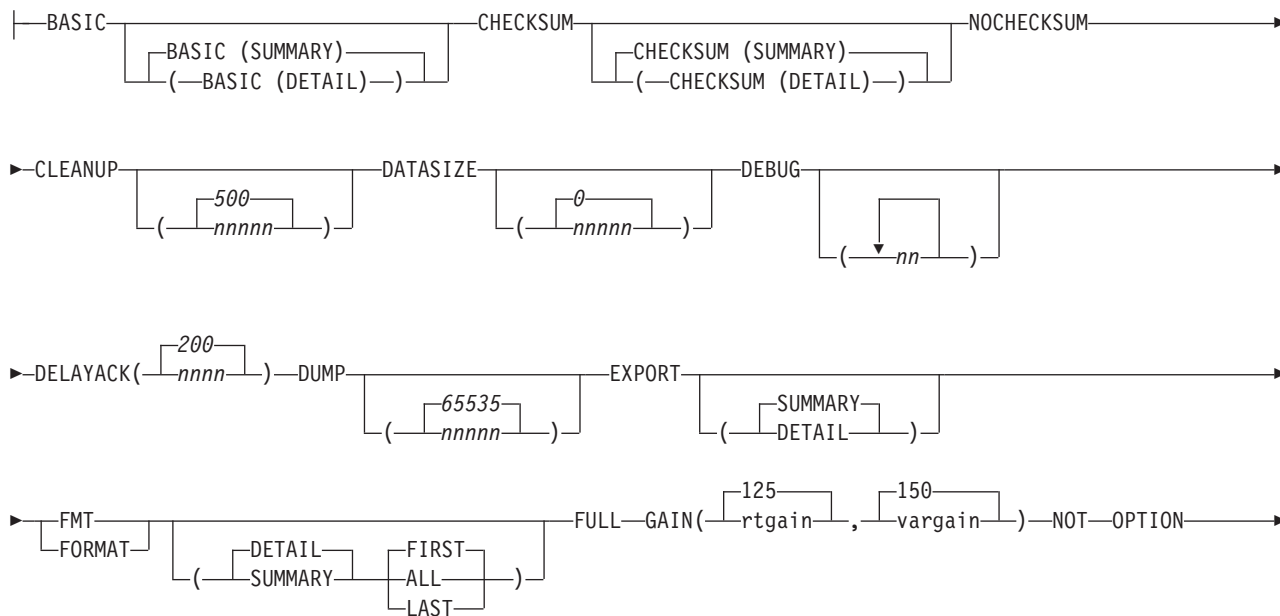 BASIC CHECKSUM NOCHECKSUM
BASIC (SUMMARY) CHECKSUM (SUMMARY)
( BASIC (DETAIL) ) ( CHECKSUM (DETAIL) )
CLEANUP DATASIZE DEBUG
500 0
( nnnnn ) ( nnnnn ) ( nn )
200
DELAYACK( nnnn ) DUMP EXPORT
65535 SUMMARY
( nnnnn ) ( DETAIL )
125 150
FMT FULL GAIN( rtgain , vargain ) NOT OPTION
FORMAT DETAIL FIRST
( SUMMARY ALL )
LAST